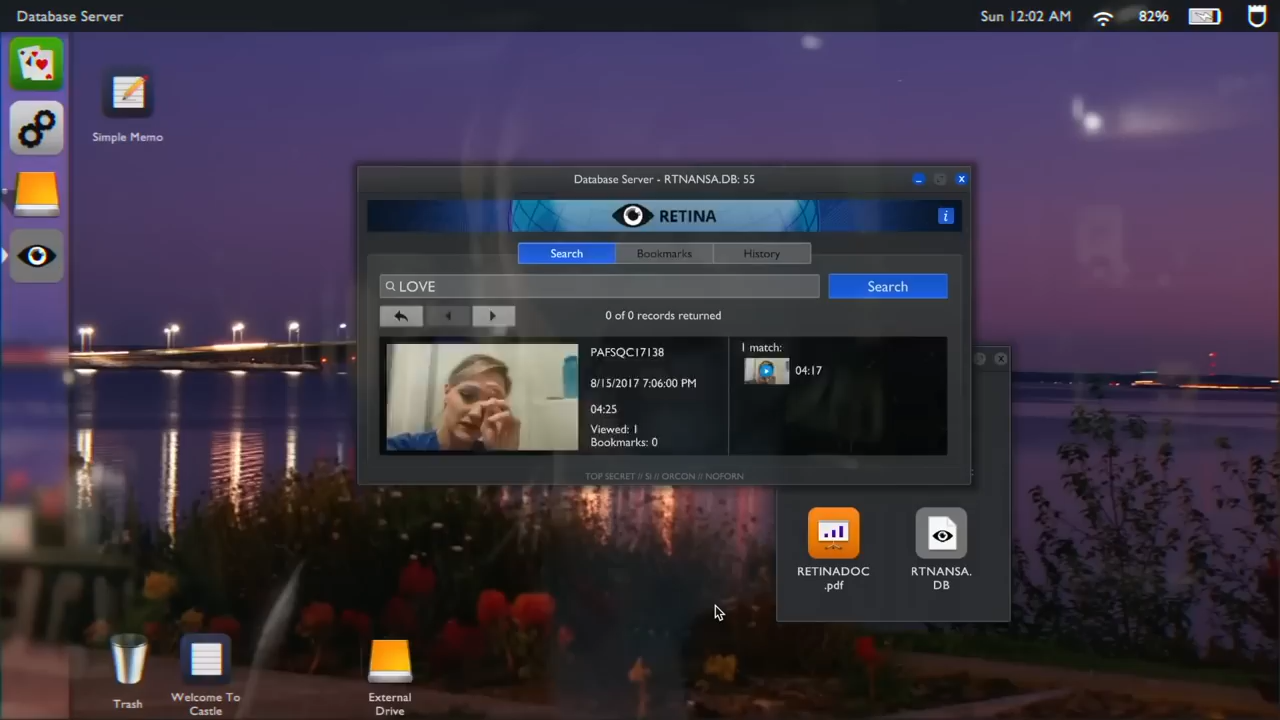 Database Server
Sun 12:02 AM
82%
Simple Memo
Database Server - RTNANSA.DB: 55
RETINA
i
Search
Bookmarks
History
LOVE
Search
0 of 0 records returned
PAFSQC17138
8/15/2017 7:06:00 PM
04:25
Viewed: 1
Bookmarks: 0
1 match:
04:17
TOP SECRET // SI // ORCON // NOFORN
RETINADOC
.pdf
RTNANSA.
DB
Trash
Welcome To
Castle
External
Drive